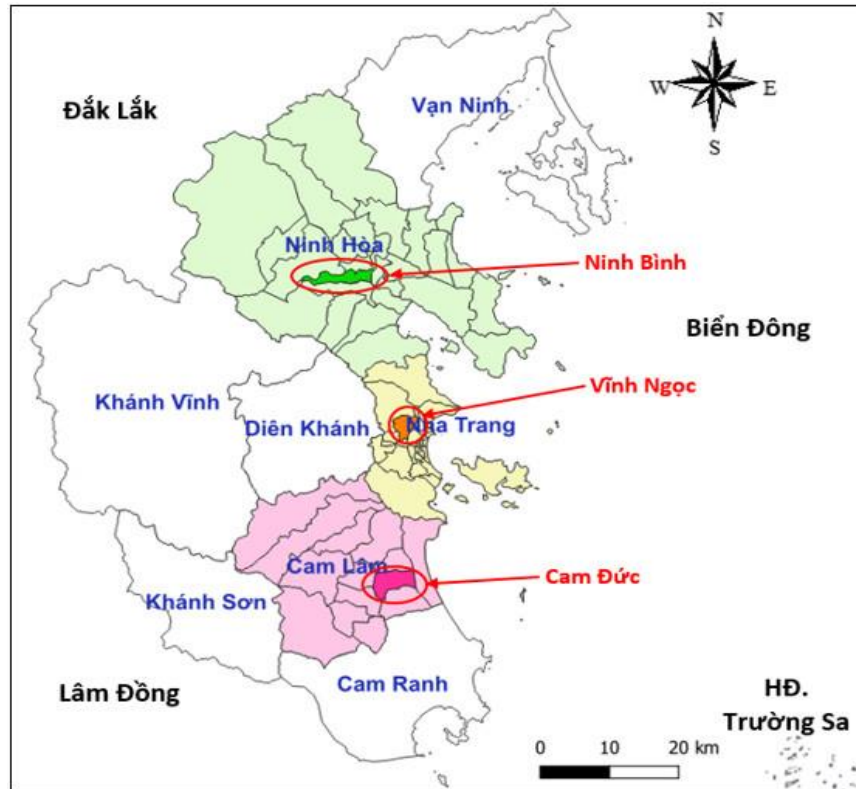 N
W E
S
Vạn Ninh
Đắk Lắk
Ninh Hòa
Ninh Bình
Biển Đông
Vĩnh Ngọc
Khánh Vĩnh
Diên Khánh
Nha Trang
Cam Lâm
Cam Đức
Khánh Sơn
Lâm Đồng
Cam Ranh
HĐ.
Trường Sa
0 10 20 km